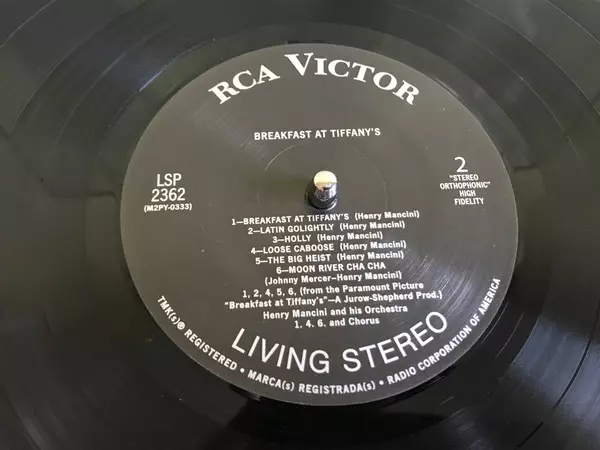 RCA VICTOR
BREAKFAST AT TIFFANY'S
LSP
2362
(M2PY-0333)
2
"STEREO
ORTHOPHONIC"
HIGH
FIDELITY
1—BREAKFAST AT TIFFANY'S (Henry Mancini)
2—LATIN GOLIGHTLY (Henry Mancini)
3—HOLLY (Henry Mancini)
4—LOOSE CABOOSE (Henry Mancini)
5—THE BIG HEIST (Henry Mancini)
6—MOON RIVER CHA CHA
(Johnny Mercer-Henry Mancini)
1, 2, 4, 5, 6, (from the Paramount Picture
"Breakfast at Tiffany's"—A Jurow-Shepherd Prod.)
Henry Mancini and his Orchestra
1. 4. 6. and Chorus
LIVING STEREO
TMK(s) ® REGISTERED • MARCA(s) REGISTRADA(s) • RADIO CORPORATION OF AMERICA